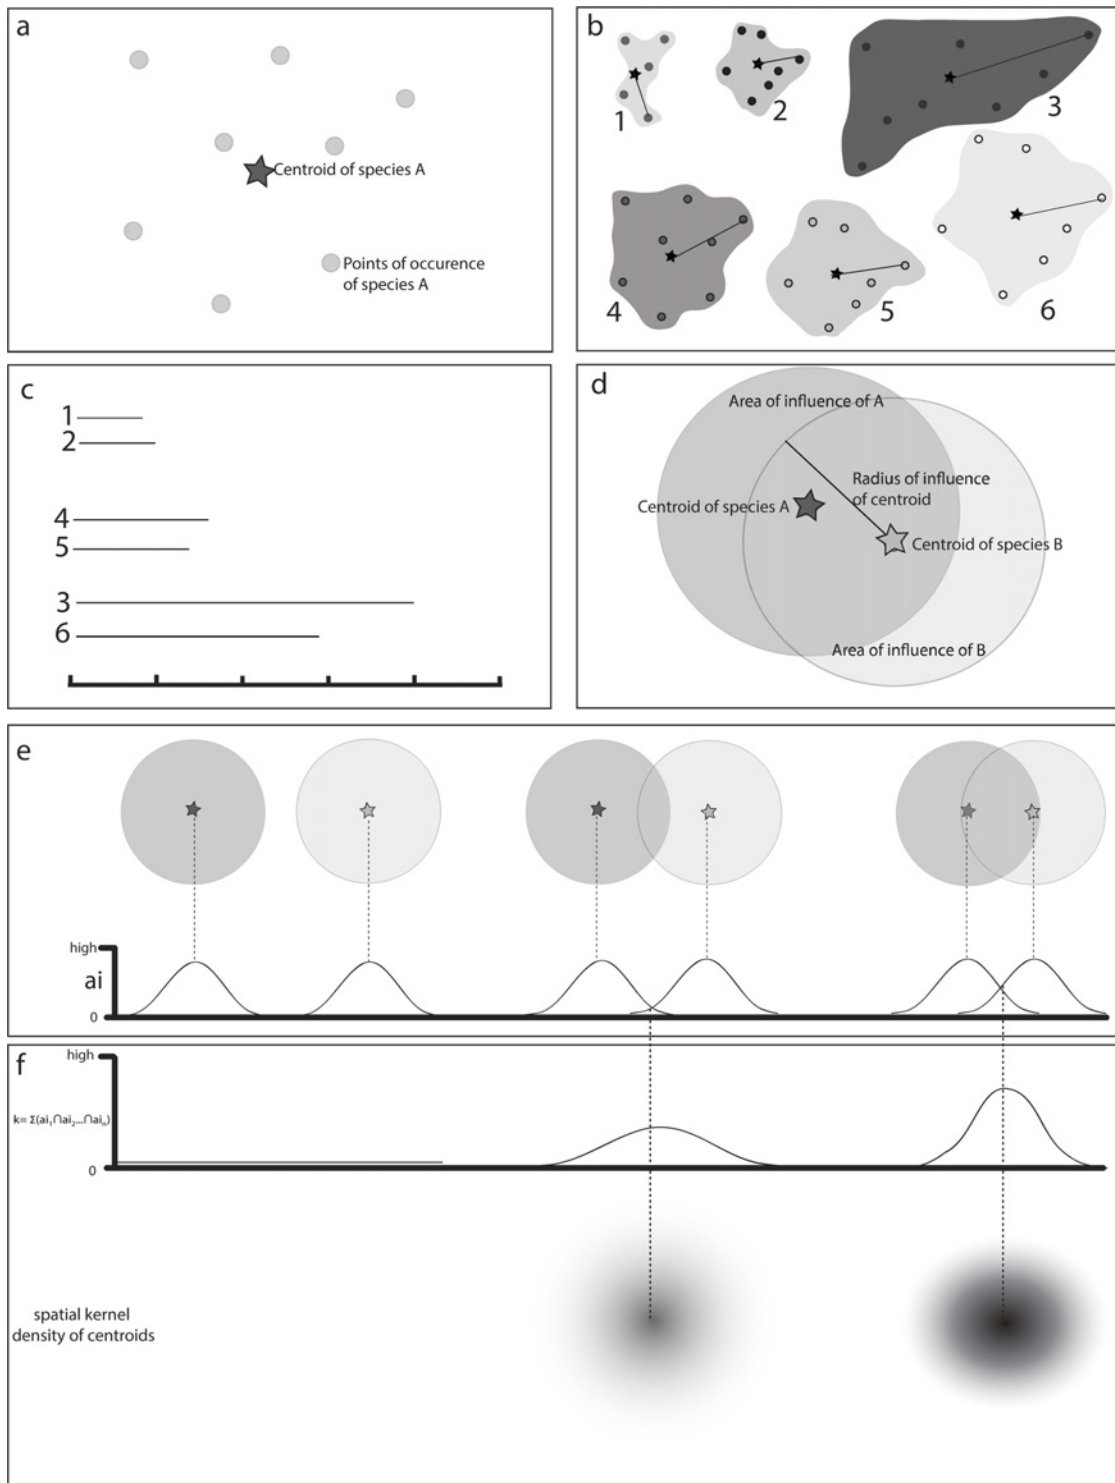 a
Centroid of species A
Points of occurence
of species A
b
1
2
3
4
5
6
c
1
2
4
5
3
6
d
Area of influence of A
Radius of influence
of centroid
Centroid of species A
Centroid of species B
Area of influence of B
e
high
ai
0
f
high
k= Σ(ai₁∩ai₂...∩aiₙ)
0
spatial kernel
density of centroids